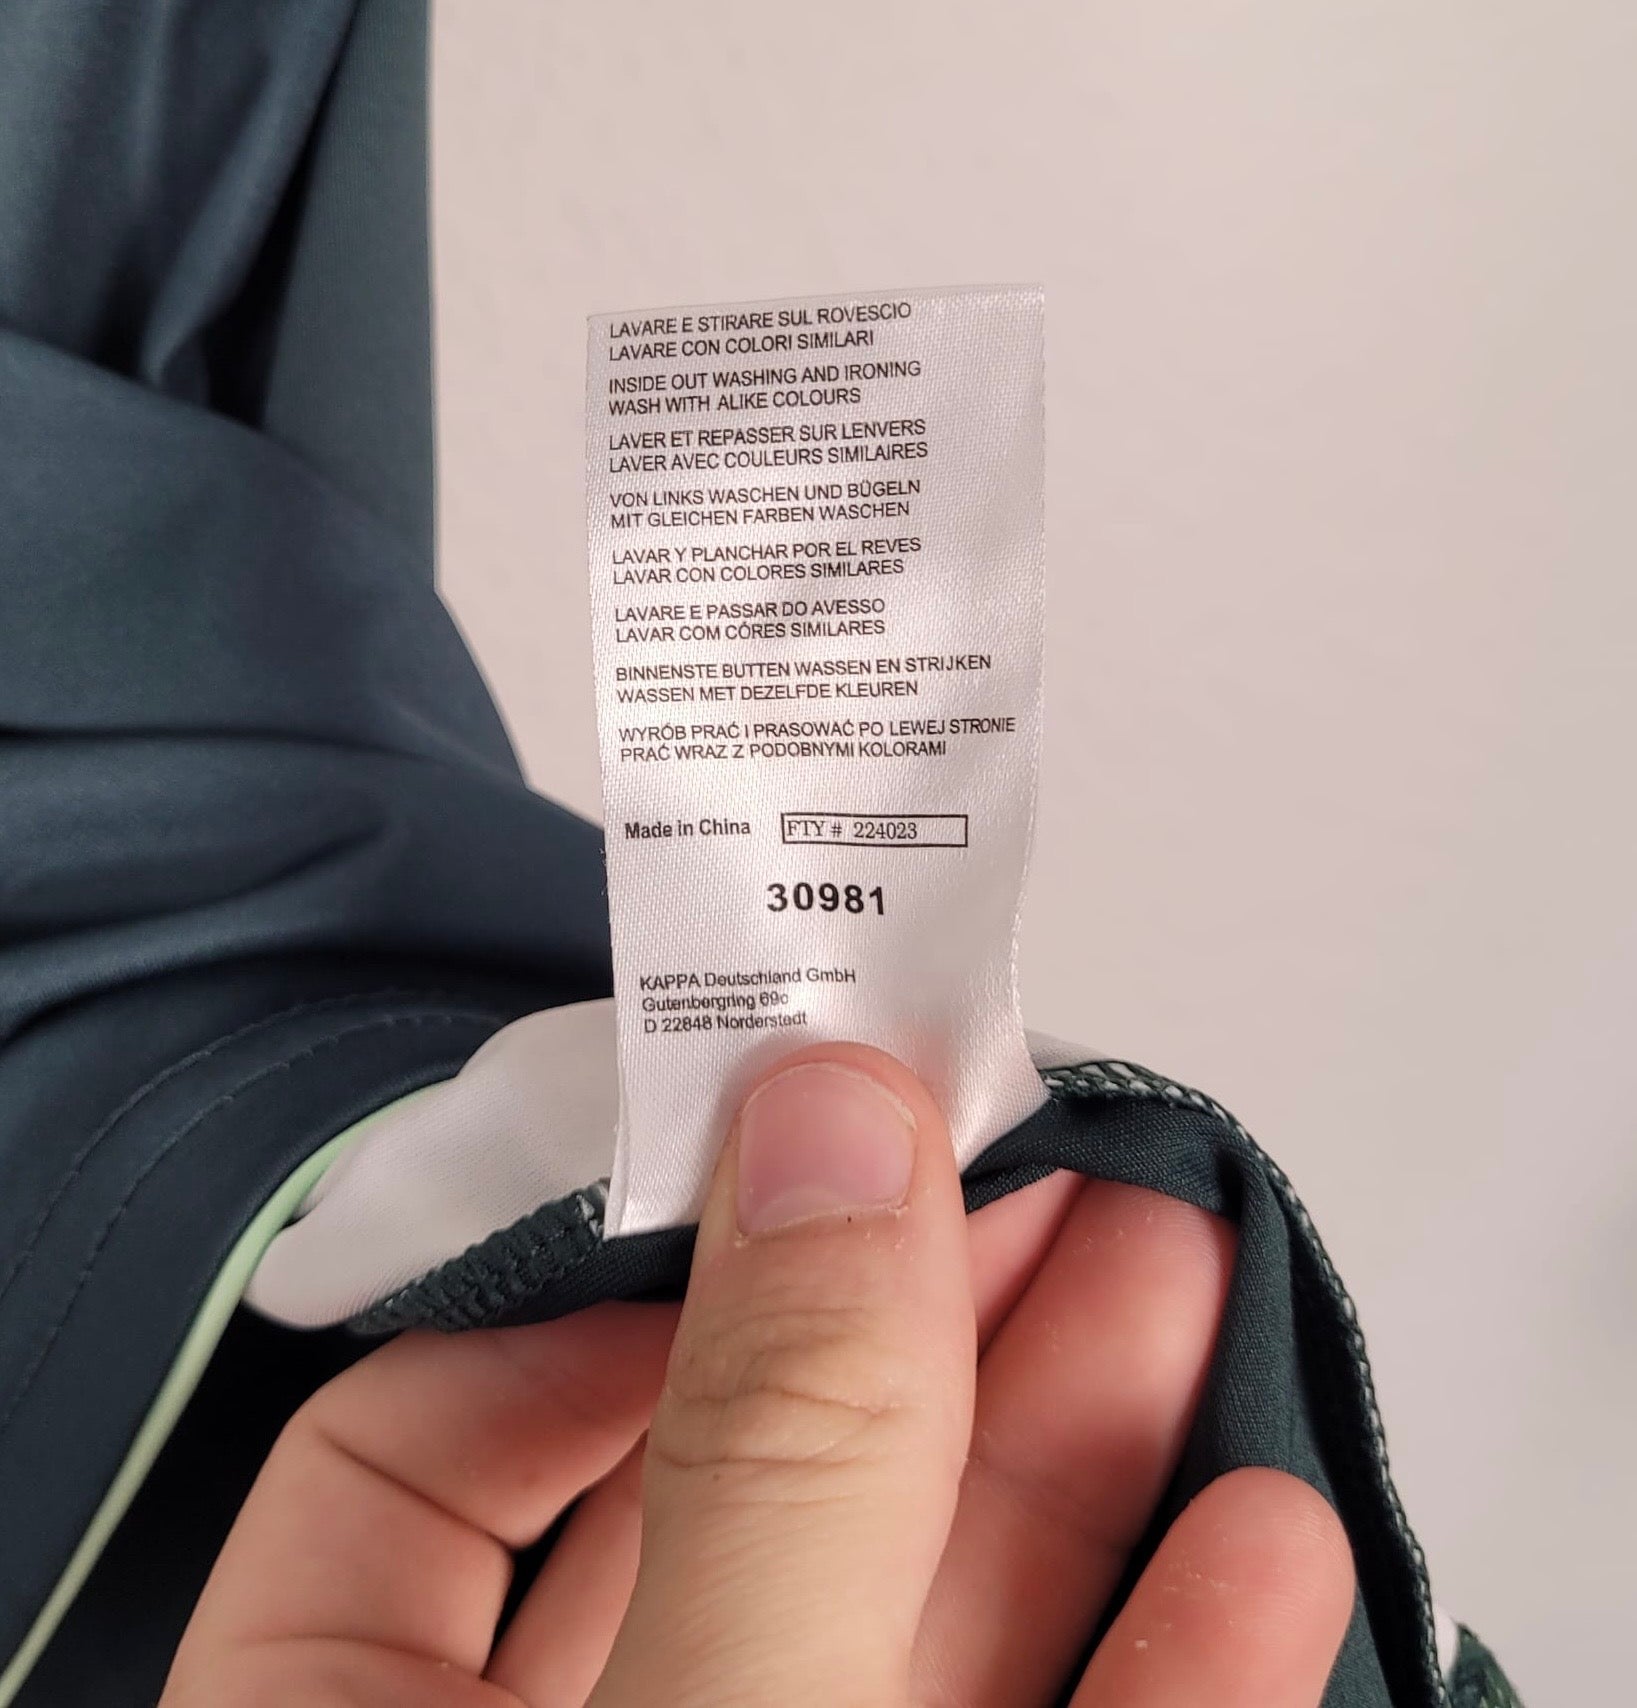 LAVARE E STIRARE SUL ROVESCIO
LAVARE CON COLORI SIMILARI
INSIDE OUT WASHING AND IRONING
WASH WITH ALIKE COLOURS
LAVER ET REPASSER SUR LENVERS
LAVER AVEC COULEURS SIMILAIRES
VON LINKS WASCHEN UND BÜGELN
MIT GLEICHEN FARBEN WASCHEN
LAVAR Y PLANCHAR POR EL REVES
LAVAR CON COLORES SIMILARES
LAVARE E PASSAR DO AVESSO
LAVAR COM CÓRES SIMILARES
BINNENSTE BUTTEN WASSEN EN STRIJKEN
WASSEN MET DEZELFDE KLEUREN
WYRÓB PRAĆ I PRASOWAĆ PO LEWEJ STRONIE
PRAĆ WRAZ Z PODOBNYMI KOLORAMI
Made in China FTY # 224023
30981
KAPPA Deutschland GmbH
Gutenbergring 69c
D 22848 Norderstedt